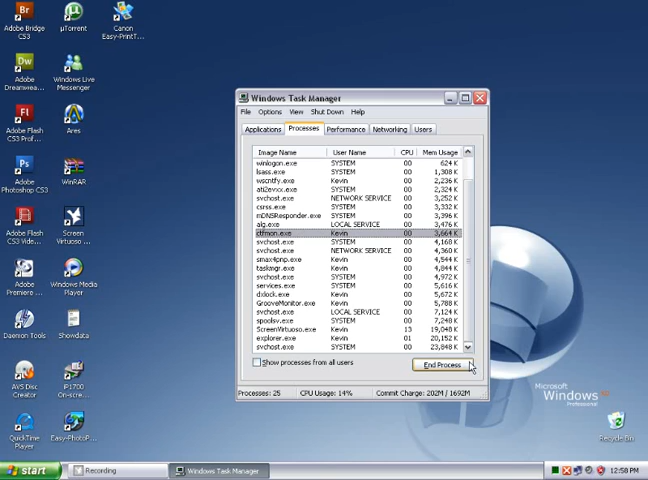 Adobe Bridge CS3
µTorrent
Canon Easy-PrintT...
Adobe Dreamwea...
Windows Live Messenger
Adobe Flash CS3 Prof...
Ares
Adobe Photoshop CS3
WinRAR
Adobe Flash CS3 Vide...
Screen Virtuoso ...
Adobe Premiere ...
Windows Media Player
Daemon Tools
Showdata
AVS Disc Creator
iP1700 On-scre...
QuickTime Player
Easy-PhotoP...
Windows Task Manager
File Options View Shut Down Help
Applications Processes Performance Networking Users
Image Name User Name CPU Mem Usage
winlogon.exe SYSTEM 00 624 K
lsass.exe SYSTEM 00 1,308 K
wscntfy.exe Kevin 00 2,236 K
ati2evxx.exe SYSTEM 00 2,324 K
svchost.exe NETWORK SERVICE 00 3,252 K
csrss.exe SYSTEM 00 3,332 K
mDNSResponder.exe SYSTEM 00 3,396 K
alg.exe LOCAL SERVICE 00 3,476 K
ctfmon.exe Kevin 00 3,664 K
svchost.exe SYSTEM 00 4,168 K
svchost.exe NETWORK SERVICE 00 4,360 K
smax4pnp.exe Kevin 00 4,544 K
taskmgr.exe Kevin 00 4,844 K
svchost.exe SYSTEM 00 4,972 K
services.exe SYSTEM 00 5,616 K
dxlock.exe Kevin 00 5,672 K
GrooveMonitor.exe Kevin 00 5,788 K
svchost.exe LOCAL SERVICE 00 7,124 K
spoolsv.exe SYSTEM 00 7,248 K
ScreenVirtuoso.exe Kevin 13 19,048 K
explorer.exe Kevin 01 20,152 K
svchost.exe SYSTEM 00 23,848 K
Show processes from all users
End Process
Processes: 25 CPU Usage: 14% Commit Charge: 202M / 1692M
Microsoft
Windows xp
Professional
Recycle Bin
start
Recording
Windows Task Manager
12:58 PM